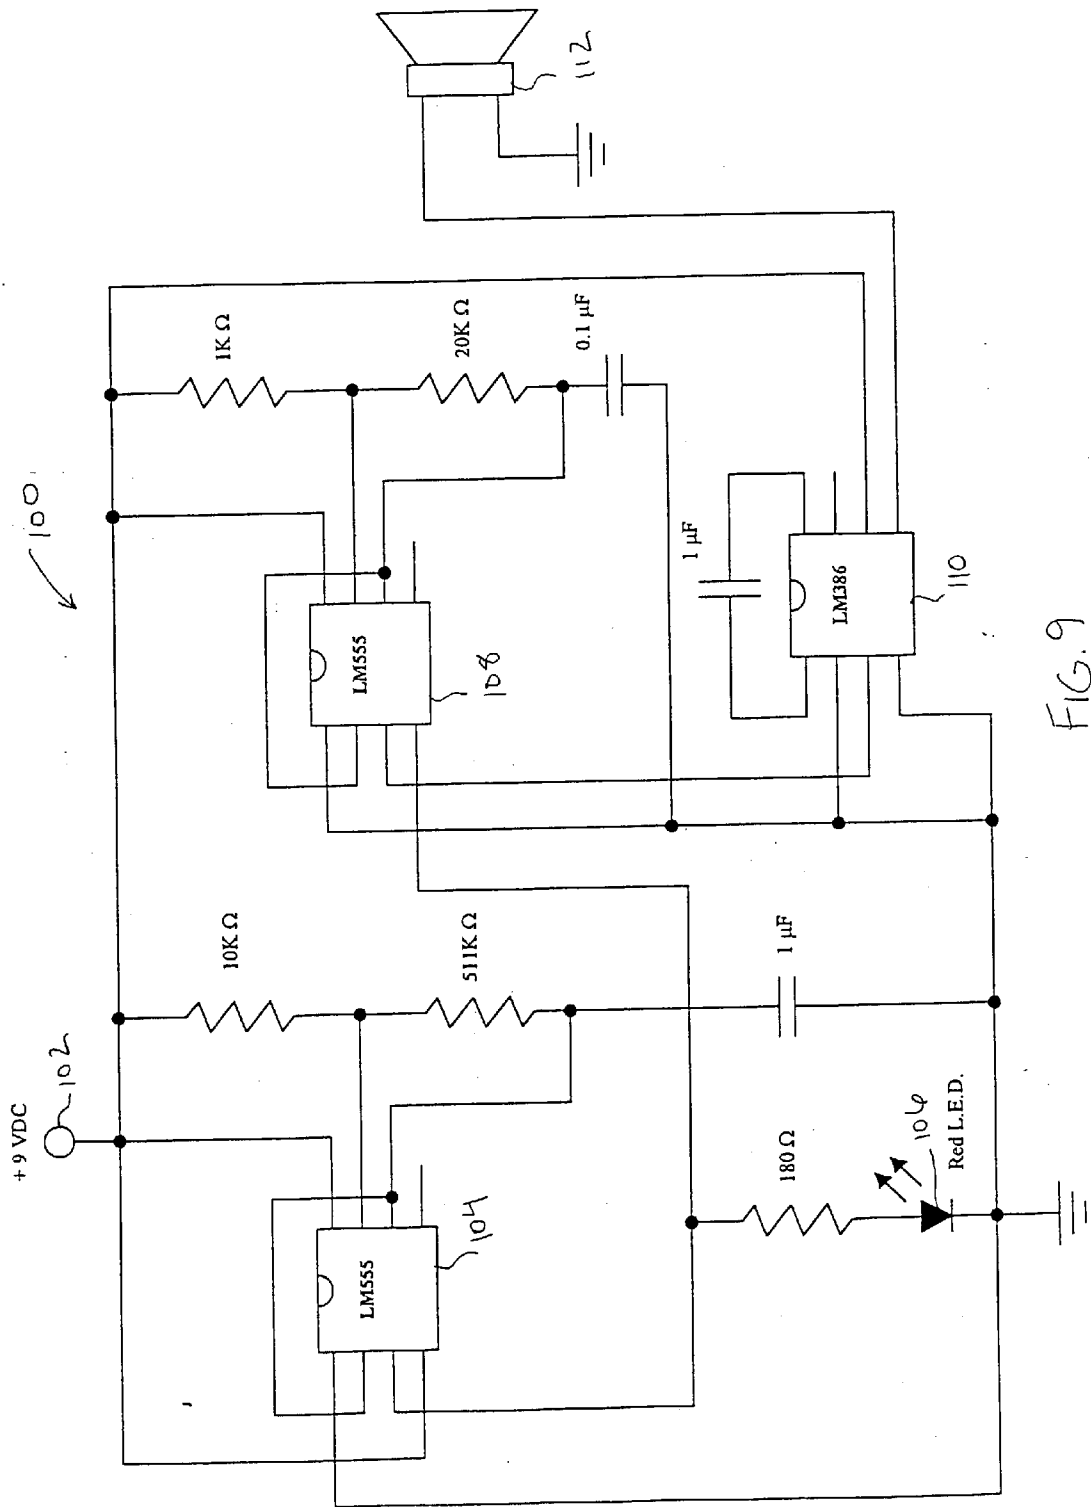 100
+ 9 VDC
102
10K Ω
511K Ω
1 µF
LM555
104
180 Ω
106
Red L.E.D.
1K Ω
20K Ω
0.1 µF
LM555
108
1 µF
LM386
110
112
FIG. 9